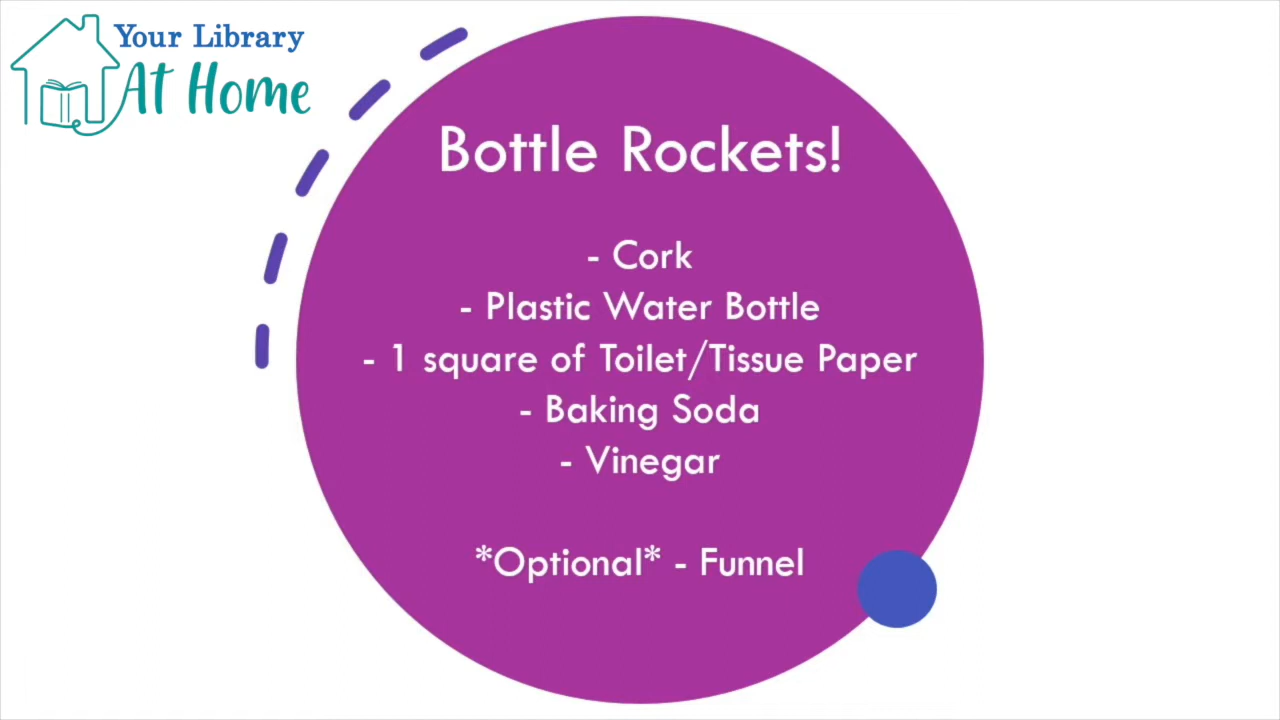 Your Library
At Home
Bottle Rockets!
- Cork
- Plastic Water Bottle
- 1 square of Toilet/Tissue Paper
- Baking Soda
- Vinegar
*Optional* - Funnel